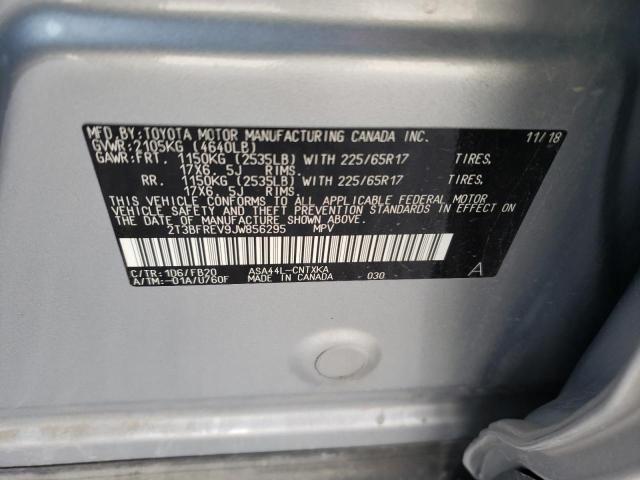 MFD. BY: TOYOTA MOTOR MANUFACTURING CANADA INC. 11/18
GVWR: 2105KG (4640LB)
GAWR: FRT. 1150KG (2535LB) WITH 225/65R17 TIRES,
17X6. 5J RIMS.
RR. 1150KG (2535LB) WITH 225/65R17 TIRES,
17X6. 5J RIMS.
THIS VEHICLE CONFORMS TO ALL APPLICABLE FEDERAL MOTOR
VEHICLE SAFETY AND THEFT PREVENTION STANDARDS IN EFFECT ON
THE DATE OF MANUFACTURE SHOWN ABOVE.
2T3BFREV9JW856295 MPV
C/TR: 1D6/FB20 ASA44L-CNTXKA
A/TM:-01A/U760F MADE IN CANADA 030 A